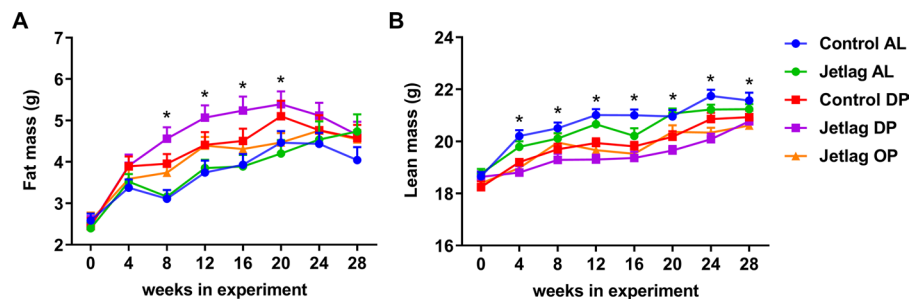 A
Fat mass (g)
7
6
5
4
3
2
* * * *
0 4 8 12 16 20 24 28
weeks in experiment
B
Lean mass (g)
24
22
20
18
16
* * * * * * *
0 4 8 12 16 20 24 28
weeks in experiment
Control AL
Jetlag AL
Control DP
Jetlag DP
Jetlag OP